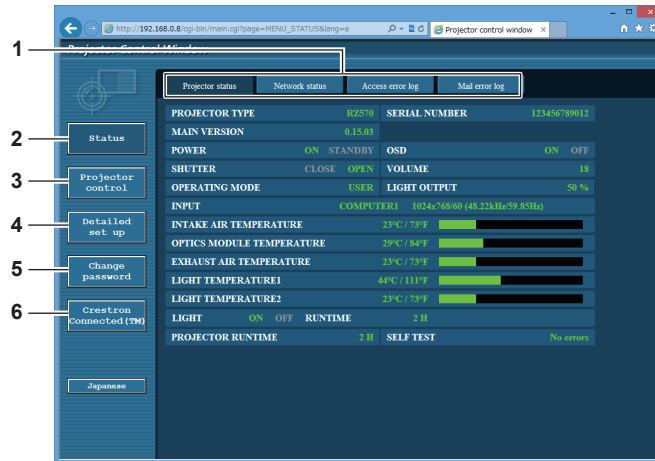 http://192.168.0.8/cgi-bin/main.cgi?page=MENU_STATUS&lang=e
Projector control window
Projector Control Window
1
Projector status Network status Access error log Mail error log
PROJECTOR TYPE RZ570 SERIAL NUMBER 123456789012
MAIN VERSION 0.15.03
2 Status
POWER ON STANDBY OSD ON OFF
SHUTTER CLOSE OPEN VOLUME 18
3 Projector control
OPERATING MODE USER LIGHT OUTPUT 50 %
INPUT COMPUTER1 1024x768/60 (48.22kHz/59.85Hz)
4 Detailed set up
INTAKE AIR TEMPERATURE 23°C / 73°F
OPTICS MODULE TEMPERATURE 29°C / 84°F
5 Change password
EXHAUST AIR TEMPERATURE 23°C / 73°F
LIGHT TEMPERATURE1 44°C / 111°F
LIGHT TEMPERATURE2 23°C / 73°F
6 Crestron Connected(TM)
LIGHT ON OFF RUNTIME 2 H
PROJECTOR RUNTIME 2 H SELF TEST No errors
Japanese